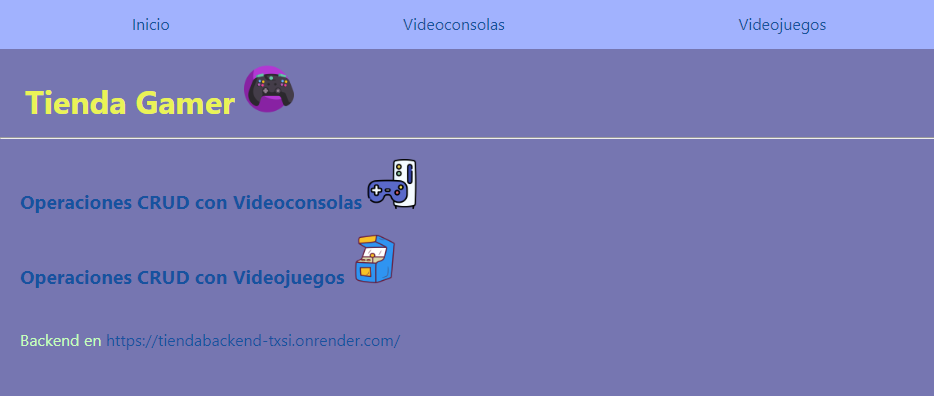 Inicio Videoconsolas Videojuegos
Tienda Gamer
Operaciones CRUD con Videoconsolas
Operaciones CRUD con Videojuegos
Backend en https://tiendabackend-txsi.onrender.com/